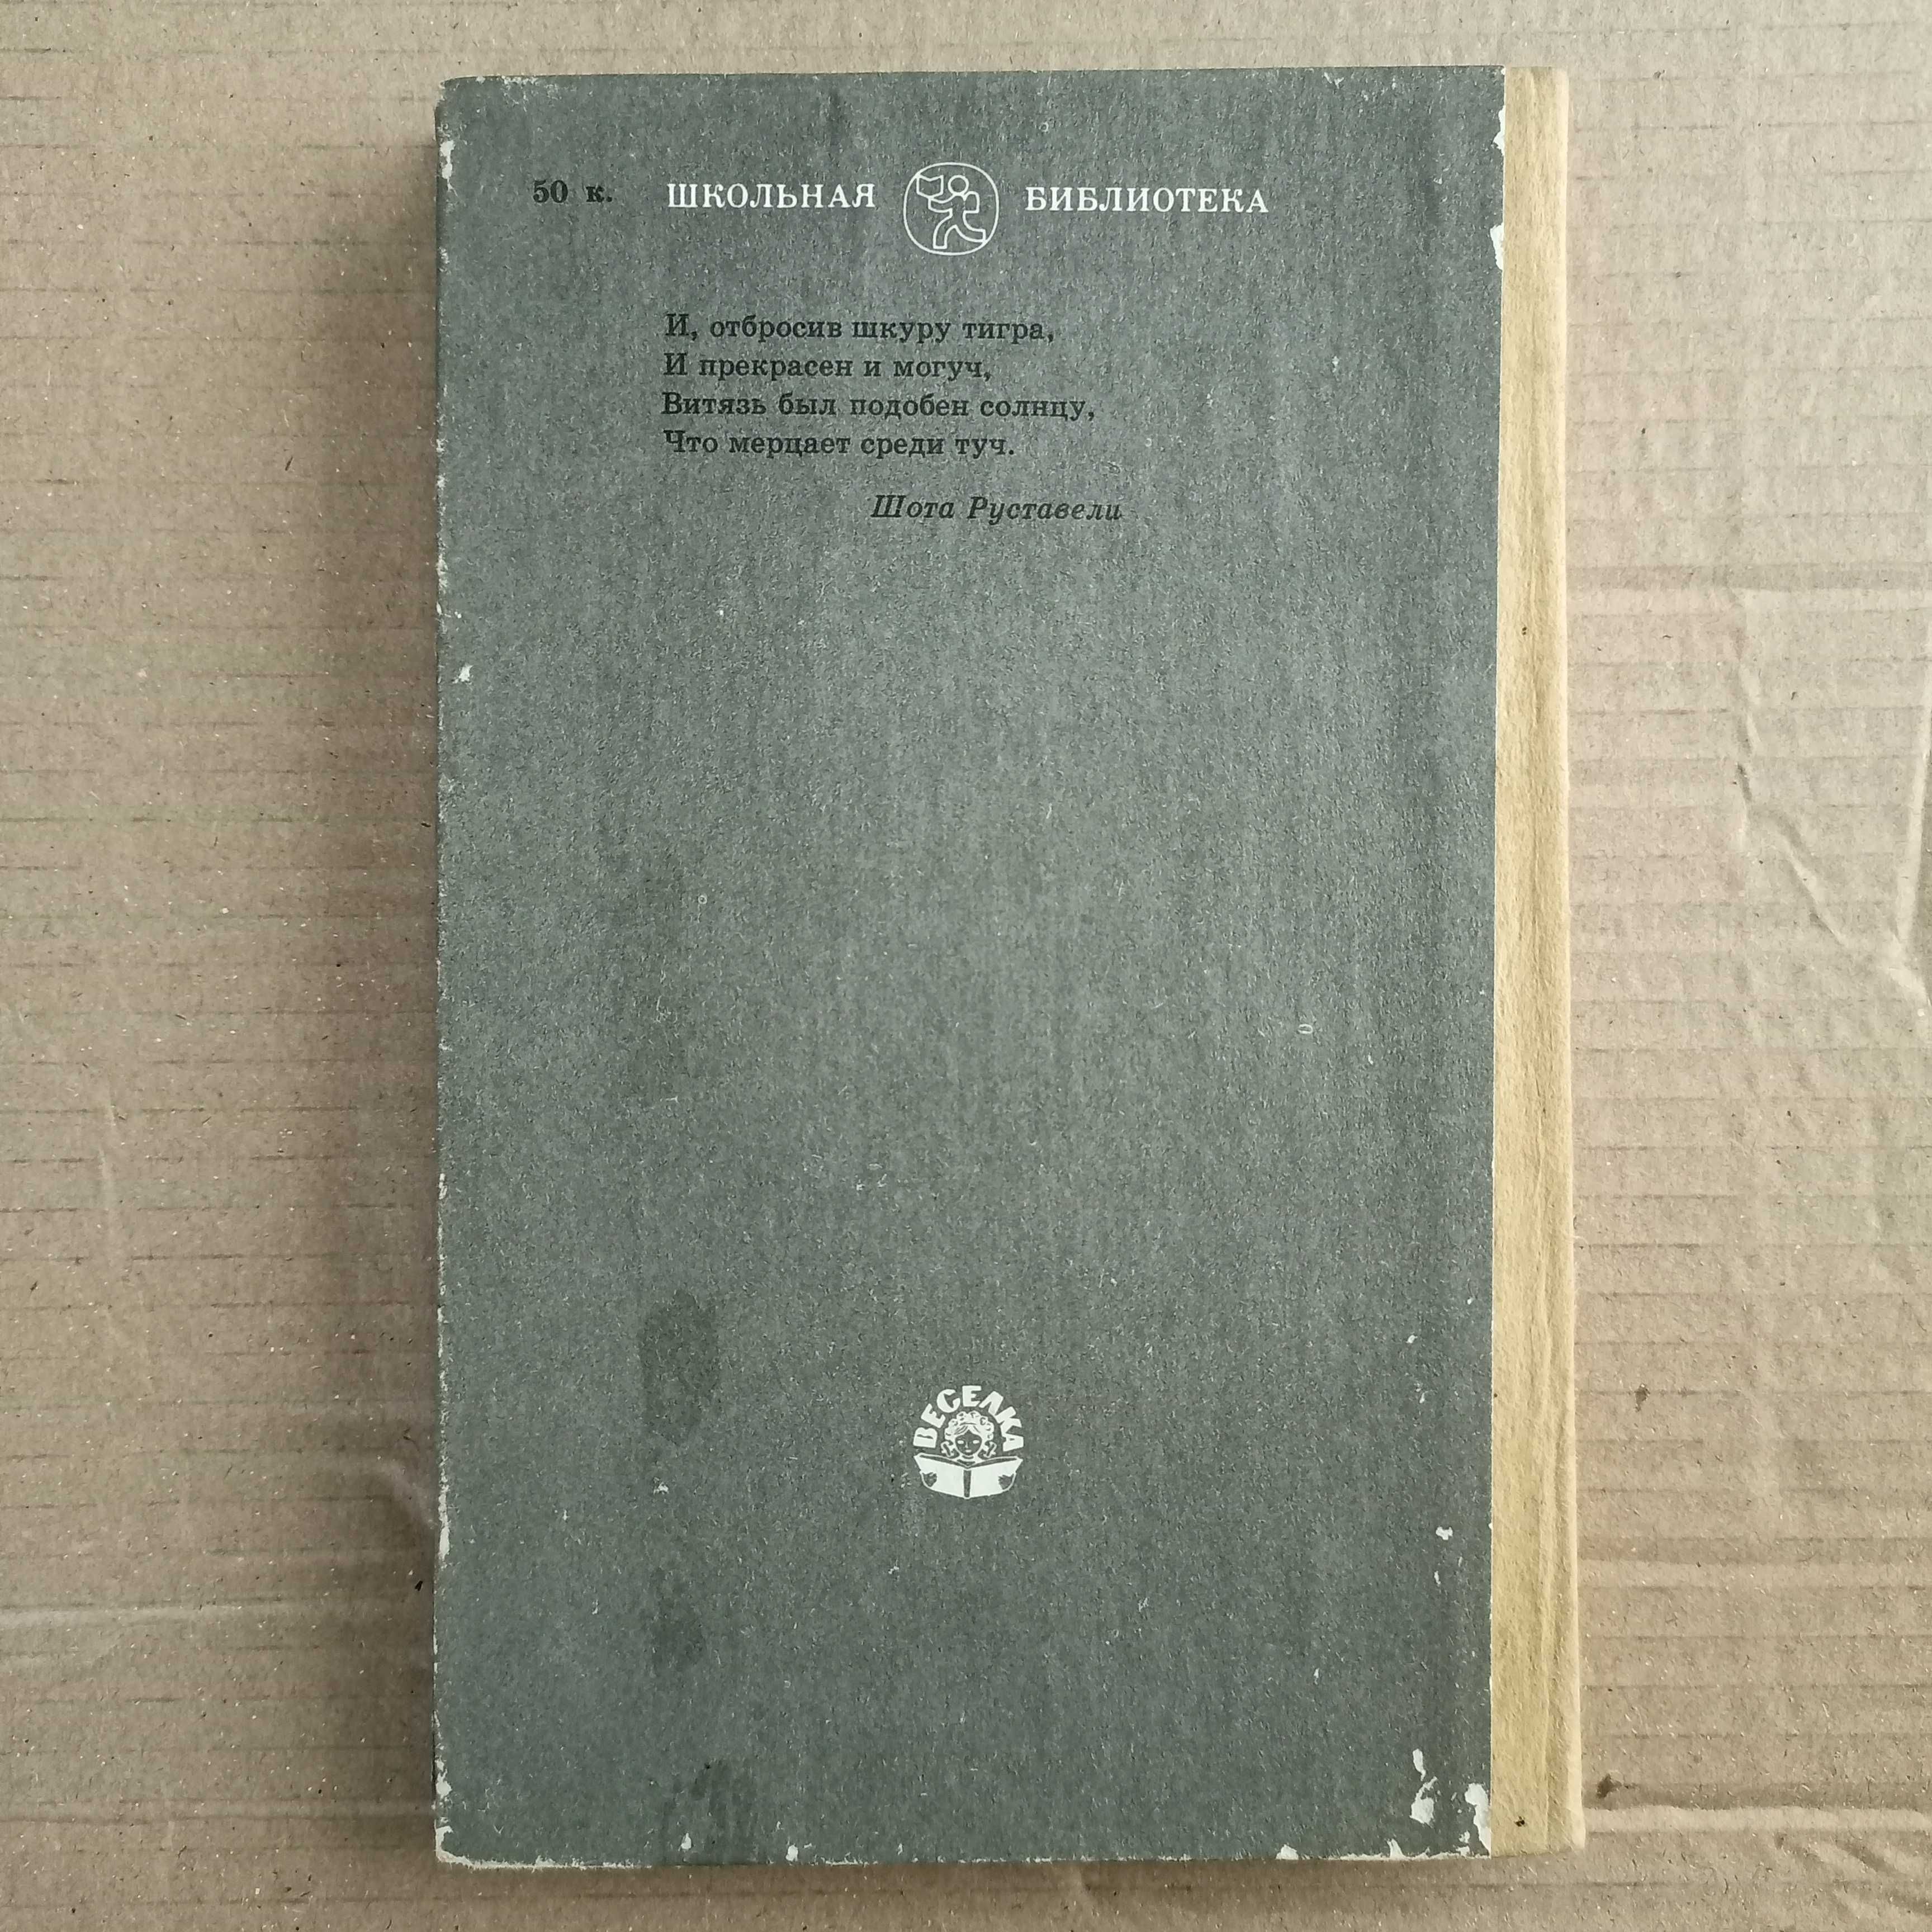 50 к. ШКОЛЬНАЯ БИБЛИОТЕКА
И, отбросив шкуру тигра,
И прекрасен и могуч,
Витязь был подобен солнцу,
Что мерцает среди туч.
Шота Руставели
ВЕСЕЛКА